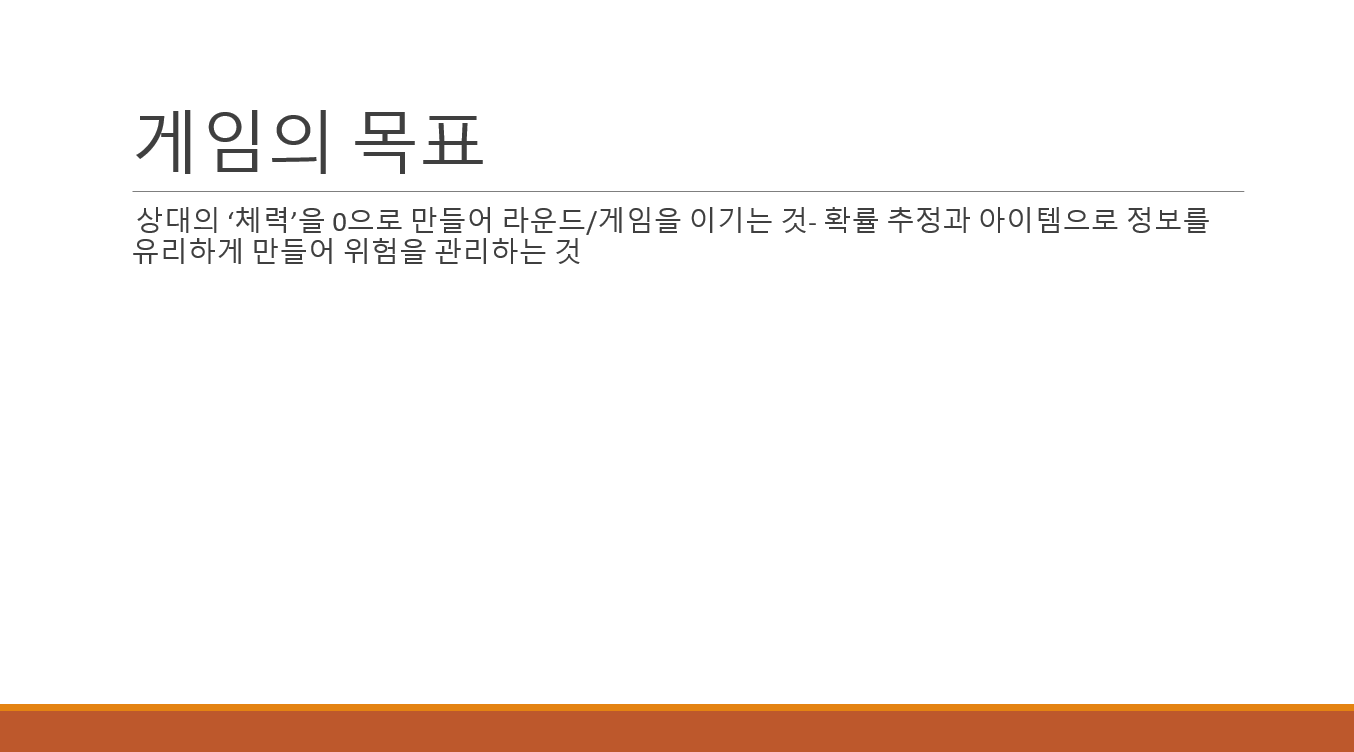 게임의 목표
상대의 ‘체력’을 0으로 만들어 라운드/게임을 이기는 것- 확률 추정과 아이템으로 정보를
유리하게 만들어 위험을 관리하는 것